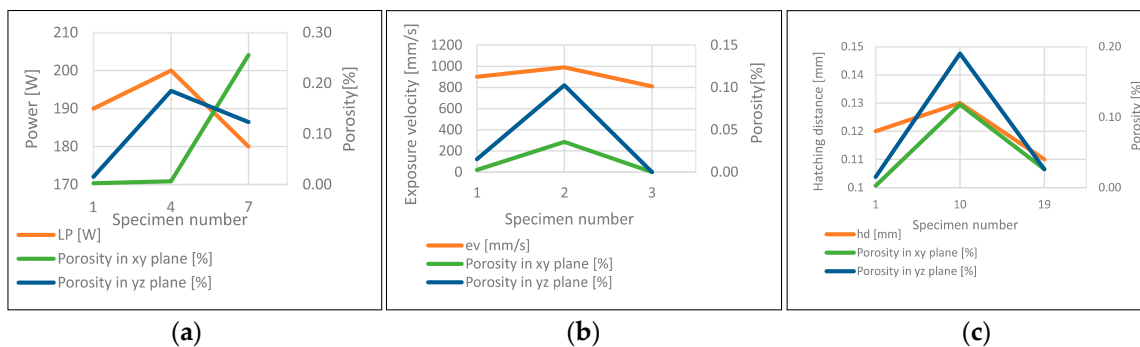 210
200
190
180
170
Power [W]
0.30
0.20
0.10
0.00
Porosity[%]
1 4 7
Specimen number
LP [W]
Porosity in xy plane [%]
Porosity in yz plane [%]
(a)
1200
1000
800
600
400
200
0
Exposure velocity [mm/s]
0.15
0.10
0.05
0.00
Porosity[%]
1 2 3
Specimen number
ev [mm/s]
Porosity in xy plane [%]
Porosity in yz plane [%]
(b)
0.15
0.14
0.13
0.12
0.11
0.1
Hatching distance [mm]
0.20
0.10
0.00
Porosity [%]
1 10 19
Specimen number
hd [mm]
Porosity in xy plane [%]
Porosity in yz plane [%]
(c)